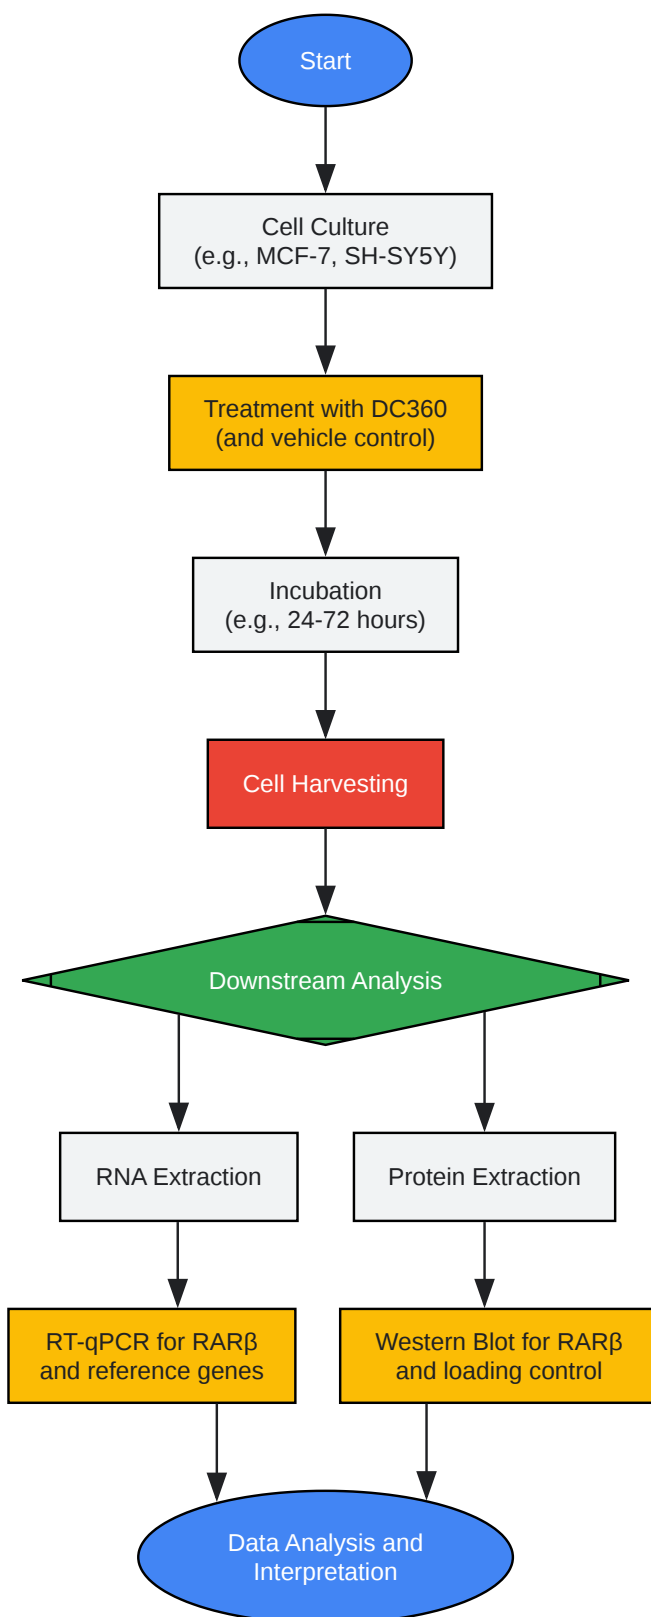 Start
Cell Culture
(e.g., MCF-7, SH-SY5Y)
Treatment with DC360
(and vehicle control)
Incubation
(e.g., 24-72 hours)
Cell Harvesting
Downstream Analysis
RNA Extraction
Protein Extraction
RT-qPCR for RARβ
and reference genes
Western Blot for RARβ
and loading control
Data Analysis and
Interpretation